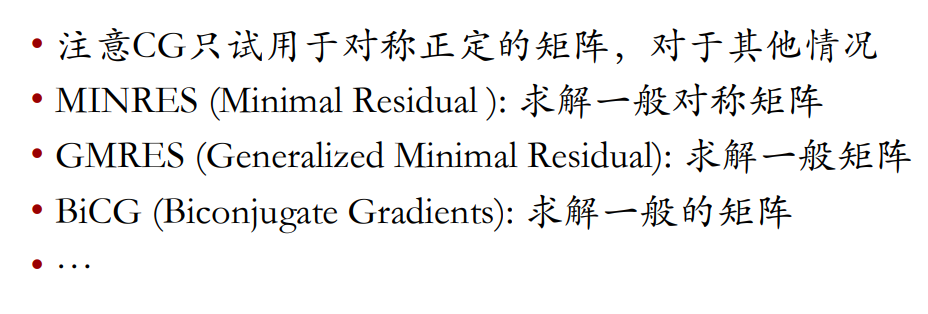 • 注意CG只试用于对称正定的矩阵，对于其他情况
• MINRES (Minimal Residual ): 求解一般对称矩阵
• GMRES (Generalized Minimal Residual): 求解一般矩阵
• BiCG (Biconjugate Gradients): 求解一般的矩阵
• …